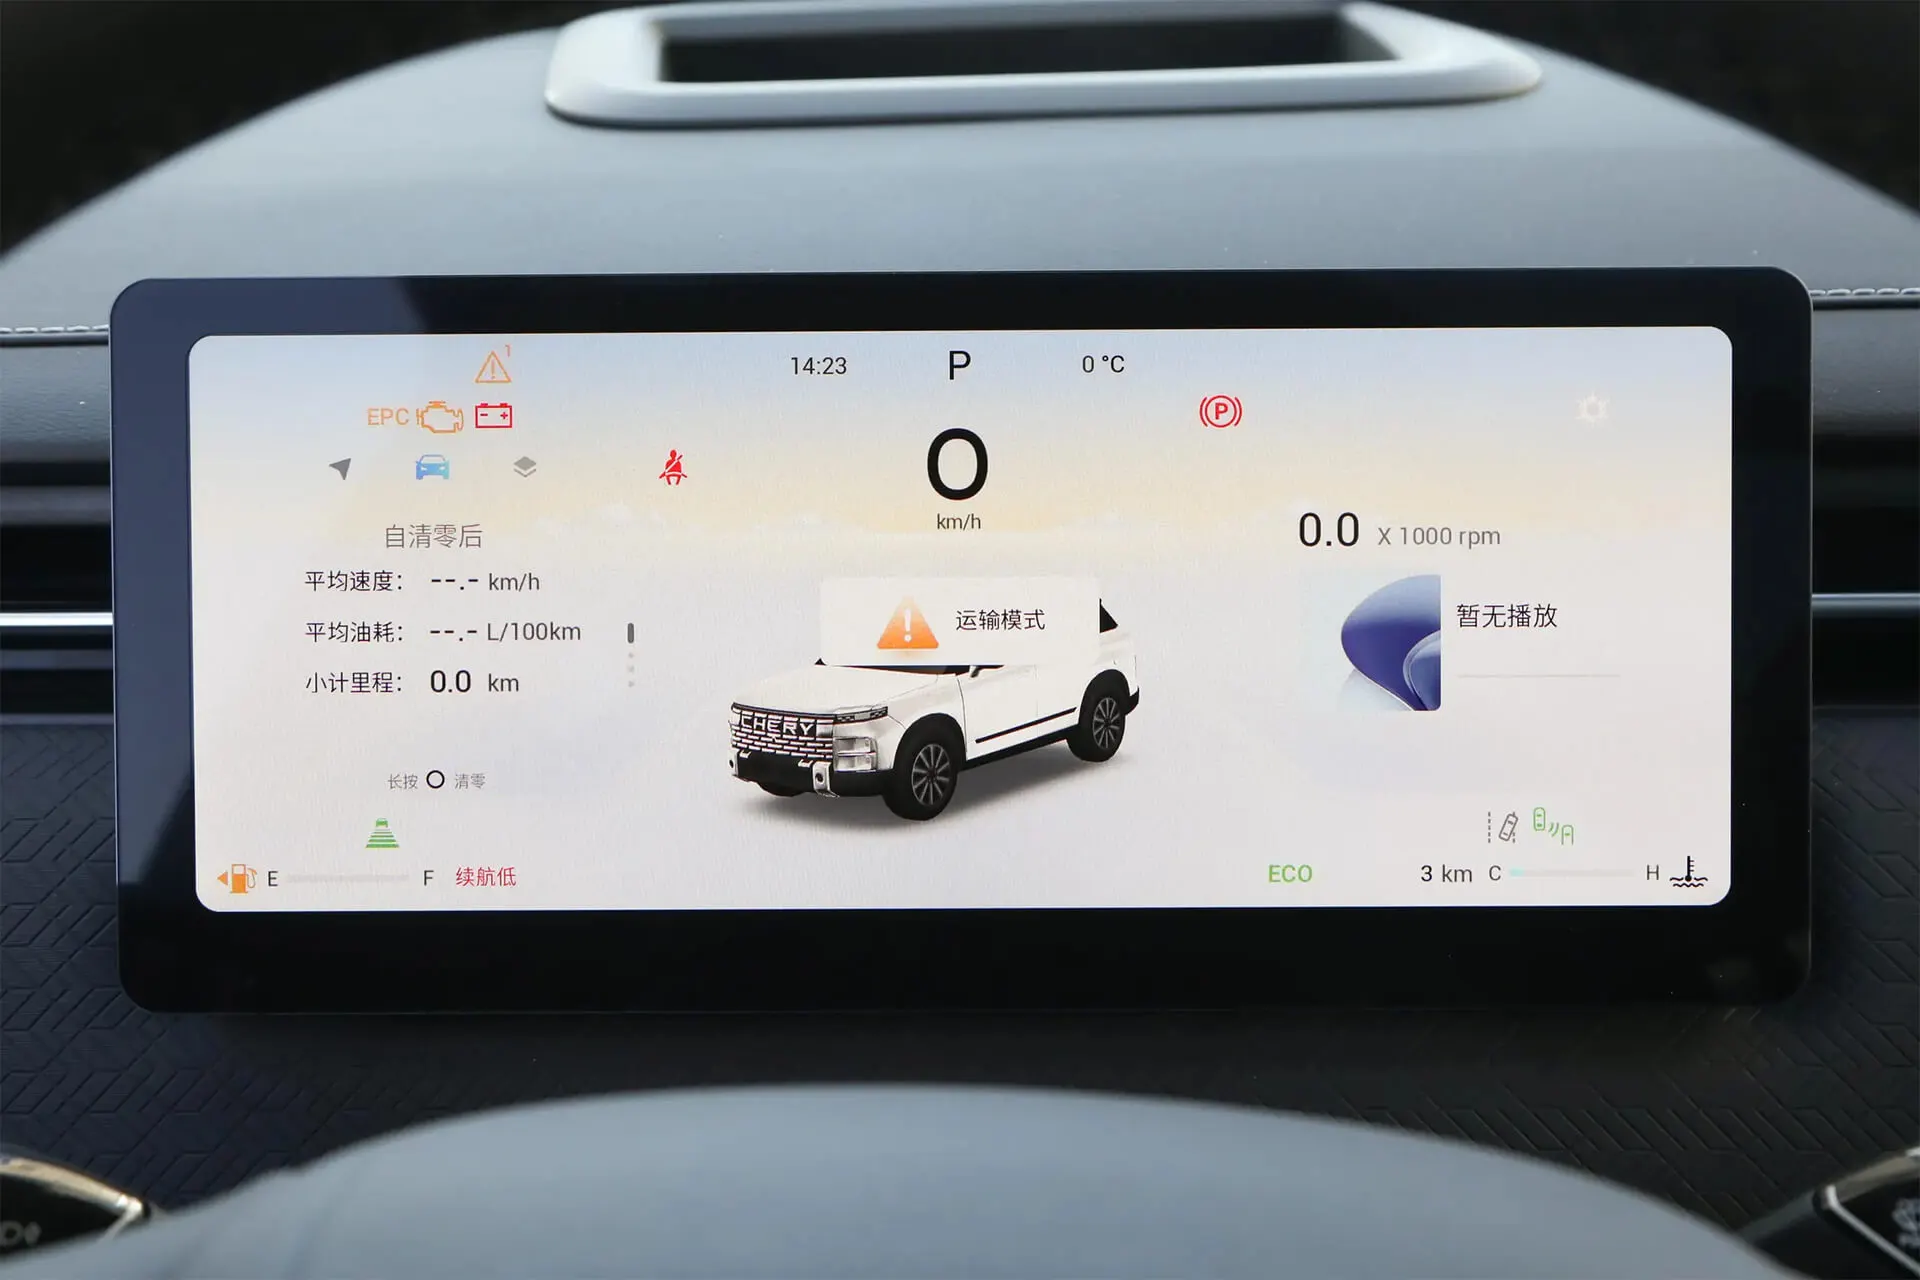 1
14:23 P 0 °C
EPC
P
0
km/h
自清零后
0.0 X 1000 rpm
平均速度： --.- km/h
运输模式
暂无播放
平均油耗： --.- L/100km
小计里程： 0.0 km
CHERY
长按 O 清零
E F 续航低
ECO 3 km C H